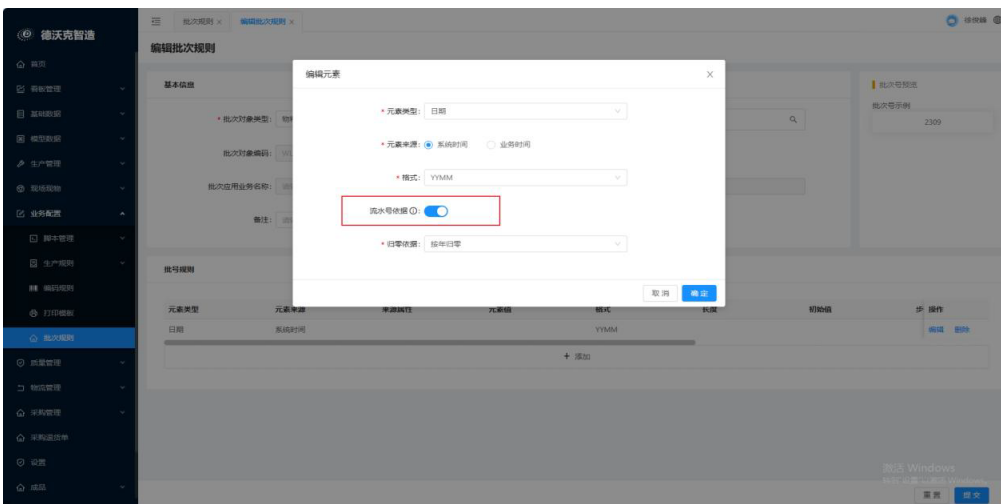 德沃克智造
批次规则 ×
编辑批次规则 ×
徐俊峰
编辑批次规则
首页
看板管理
基础数据
模型数据
生产管理
现场现物
业务配置
脚本管理
生产规则
编码规则
打印模板
批次规则
质量管理
物流管理
采购管理
采购退货单
设置
成品
基本信息
* 批次对象类型: 物料
批次对象编码:
批次应用业务名称:
备注:
批次号预览
批次号示例
2309
编辑元素
* 元素类型: 日期
* 元素来源: 系统时间 业务时间
* 格式: YYMM
流水号依据 :
* 归零依据: 按年归零
取消 确定
批号规则
元素类型 元素来源 来源属性 元素值 格式 长度 初始值 步 操作
日期 系统时间 YYMM 编辑 删除
+ 添加
激活 Windows
重置 提交